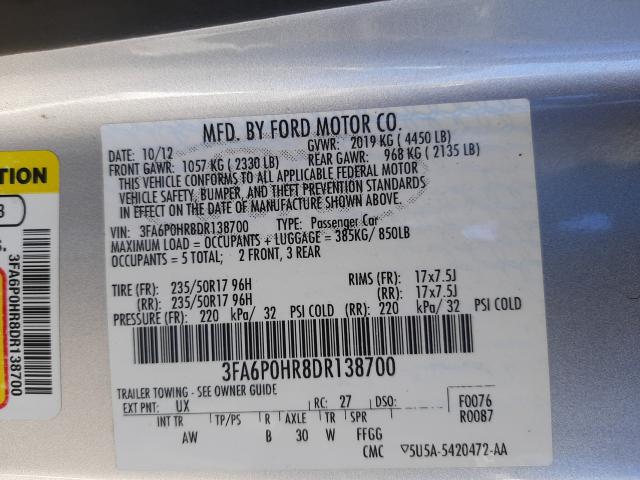 MFD. BY FORD MOTOR CO.
DATE: 10/12 GVWR: 2019 KG ( 4450 LB)
FRONT GAWR: 1057 KG ( 2330 LB) REAR GAWR: 968 KG ( 2135 LB)
THIS VEHICLE CONFORMS TO ALL APPLICABLE FEDERAL MOTOR
VEHICLE SAFETY, BUMPER, AND THEFT PREVENTION STANDARDS
IN EFFECT ON THE DATE OF MANUFACTURE SHOWN ABOVE.
VIN: 3FA6P0HR8DR138700 TYPE: Passenger Car
MAXIMUM LOAD = OCCUPANTS + LUGGAGE = 385KG/ 850LB
OCCUPANTS = 5 TOTAL; 2 FRONT, 3 REAR
TIRE (FR): 235/50R17 96H RIMS (FR): 17x7.5J
(RR): 235/50R17 96H (RR): 17x7.5J
PRESSURE (FR): 220 kPa/ 32 PSI COLD (RR): 220 kPa/ 32 PSI COLD
3FA6P0HR8DR138700
TRAILER TOWING - SEE OWNER GUIDE
EXT PNT: UX RC: 27 DSO: F0076
R0087
INT TR TP/PS R AXLE TR SPR
AW B 30 W FFGG
CMC ▽5U5A-5420472-AA
TION
3
S.
3FA6P0HR8DR138700